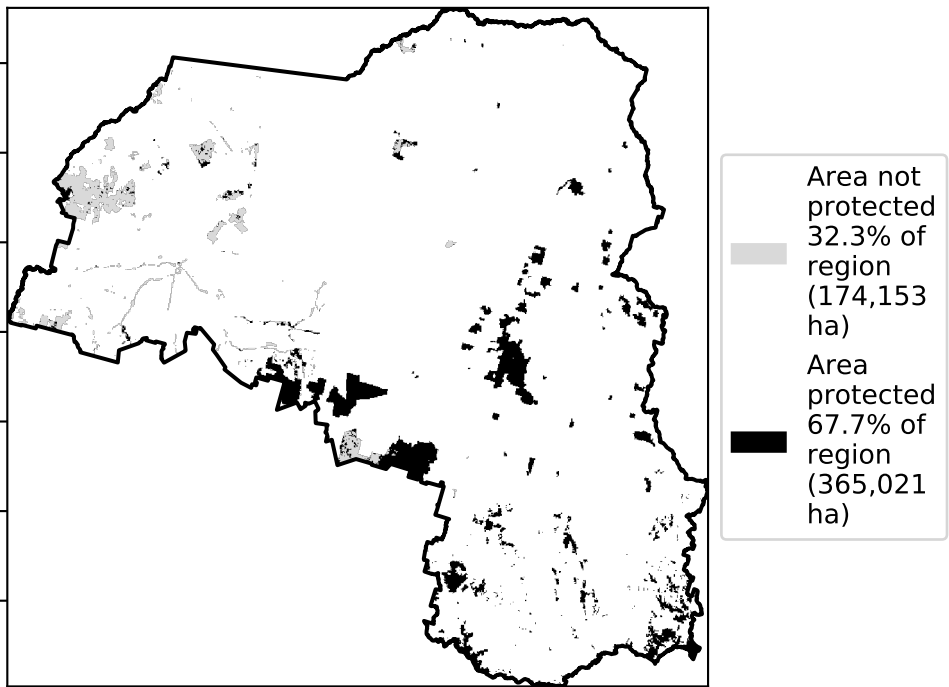 Area not
protected
32.3% of
region
(174,153
ha)
Area
protected
67.7% of
region
(365,021
ha)